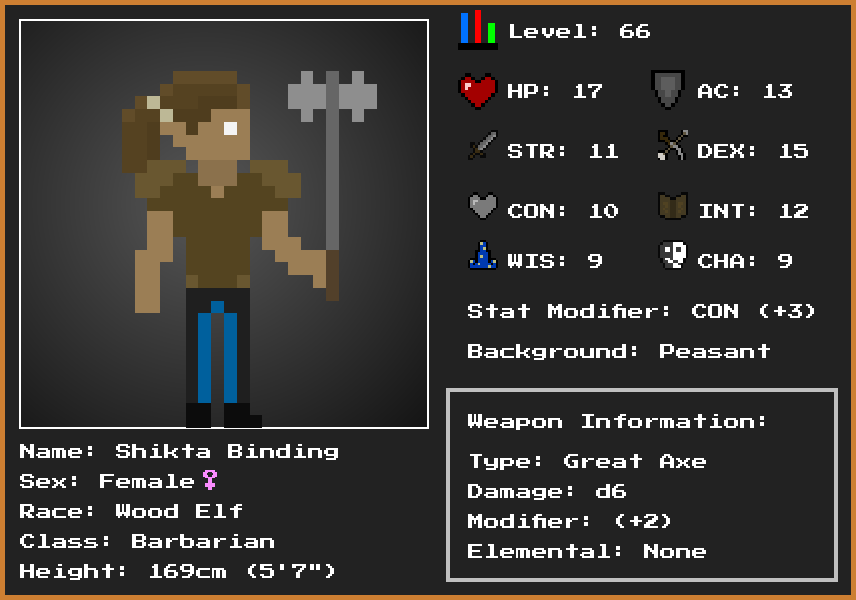 Level: 66
HP: 17
AC: 13
STR: 11
DEX: 15
CON: 10
INT: 12
WIS: 9
CHA: 9
Stat Modifier: CON (+3)
Background: Peasant
Weapon Information:
Type: Great Axe
Damage: d6
Modifier: (+2)
Elemental: None
Name: Shikta Binding
Sex: Female♀
Race: Wood Elf
Class: Barbarian
Height: 169cm (5'7")